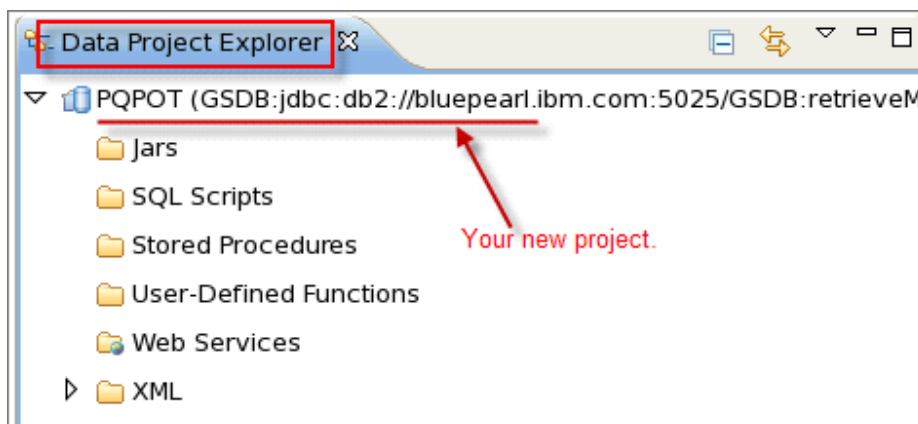 Data Project Explorer
PQPOT (GSDB:jdbc:db2://bluepearl.ibm.com:5025/GSDB:retrieveM
Jars
SQL Scripts
Stored Procedures
Your new project.
User-Defined Functions
Web Services
XML